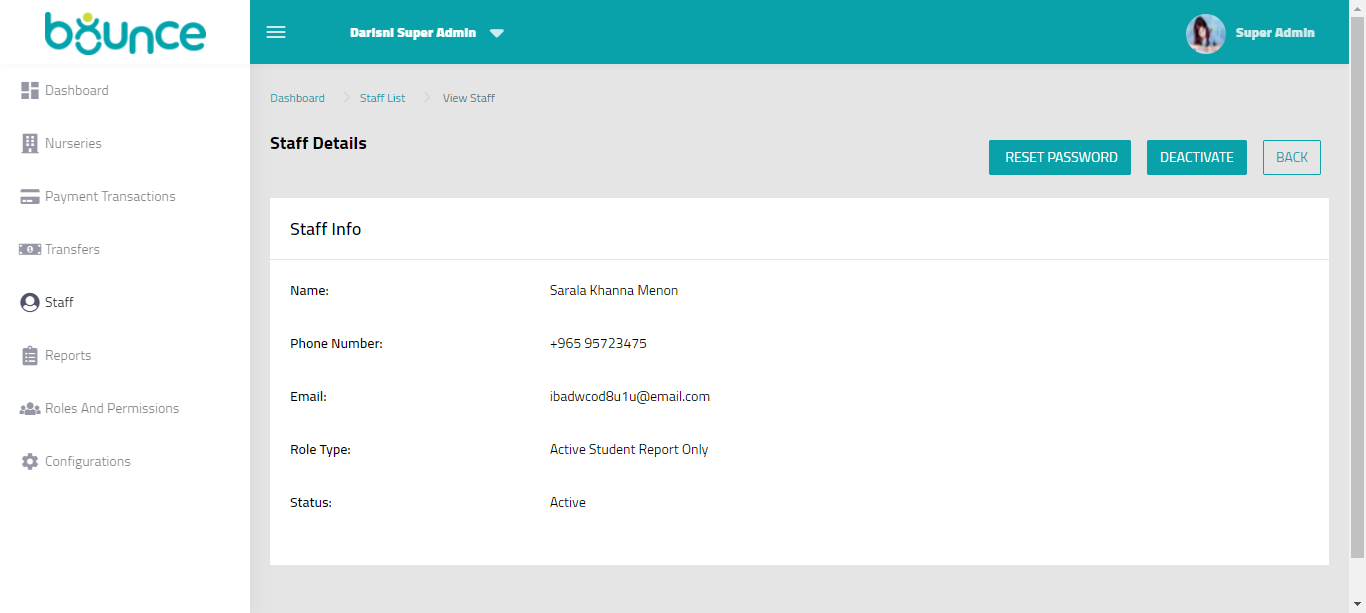 bounce
Darisni Super Admin
Super Admin
Dashboard
Nurseries
Payment Transactions
Transfers
Staff
Reports
Roles And Permissions
Configurations
Dashboard
Staff List
View Staff
Staff Details
RESET PASSWORD
DEACTIVATE
BACK
Staff Info
Name: Sarala Khanna Menon
Phone Number: +965 95723475
Email: ibadwcod8u1u@email.com
Role Type: Active Student Report Only
Status: Active